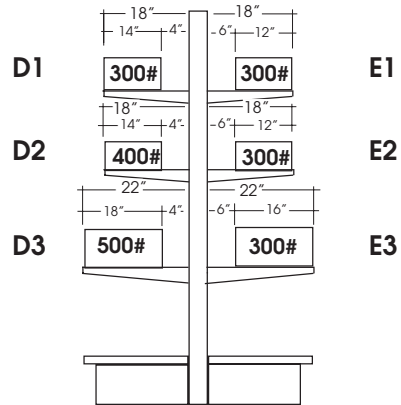 18” 18”
14” 4”- -6” 12”
D1 300# 300# E1
18” 18”
14” 4”- -6” 12”
D2 400# 300# E2
22” 22”
18” 4”- -6” 16”
D3 500# 300# E3